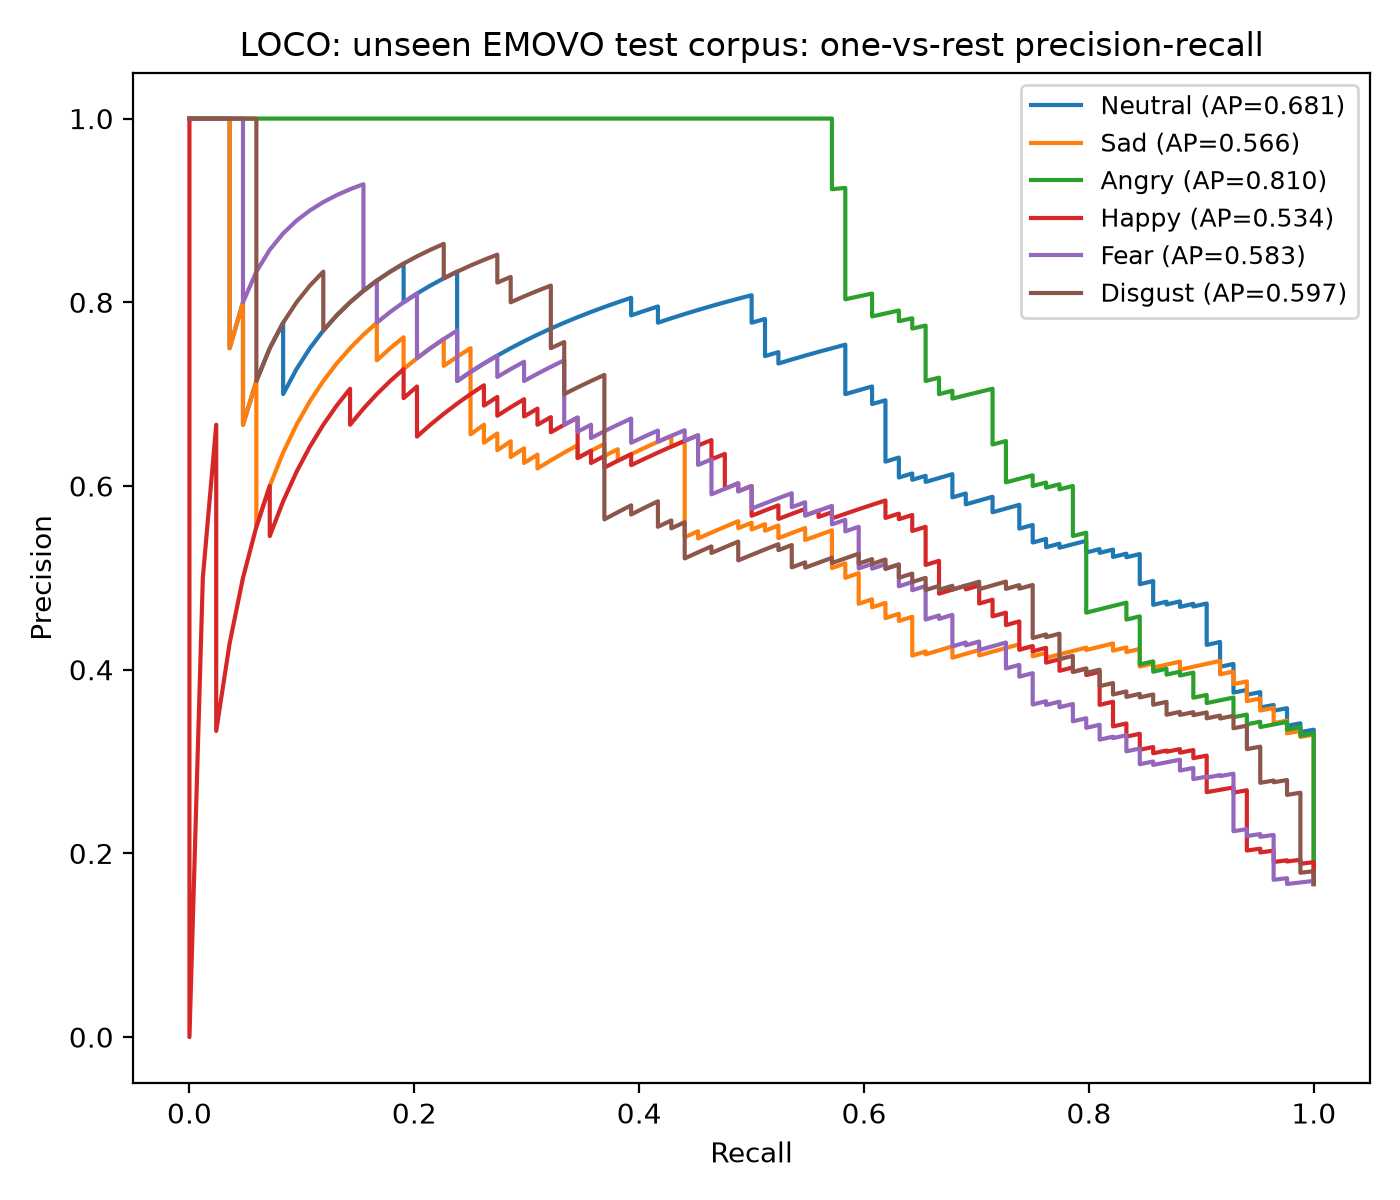 LOCO: unseen EMOVO test corpus: one-vs-rest precision-recall
Neutral (AP=0.681)
Sad (AP=0.566)
Angry (AP=0.810)
Happy (AP=0.534)
Fear (AP=0.583)
Disgust (AP=0.597)
Precision
1.0
0.8
0.6
0.4
0.2
0.0
0.0 0.2 0.4 0.6 0.8 1.0
Recall